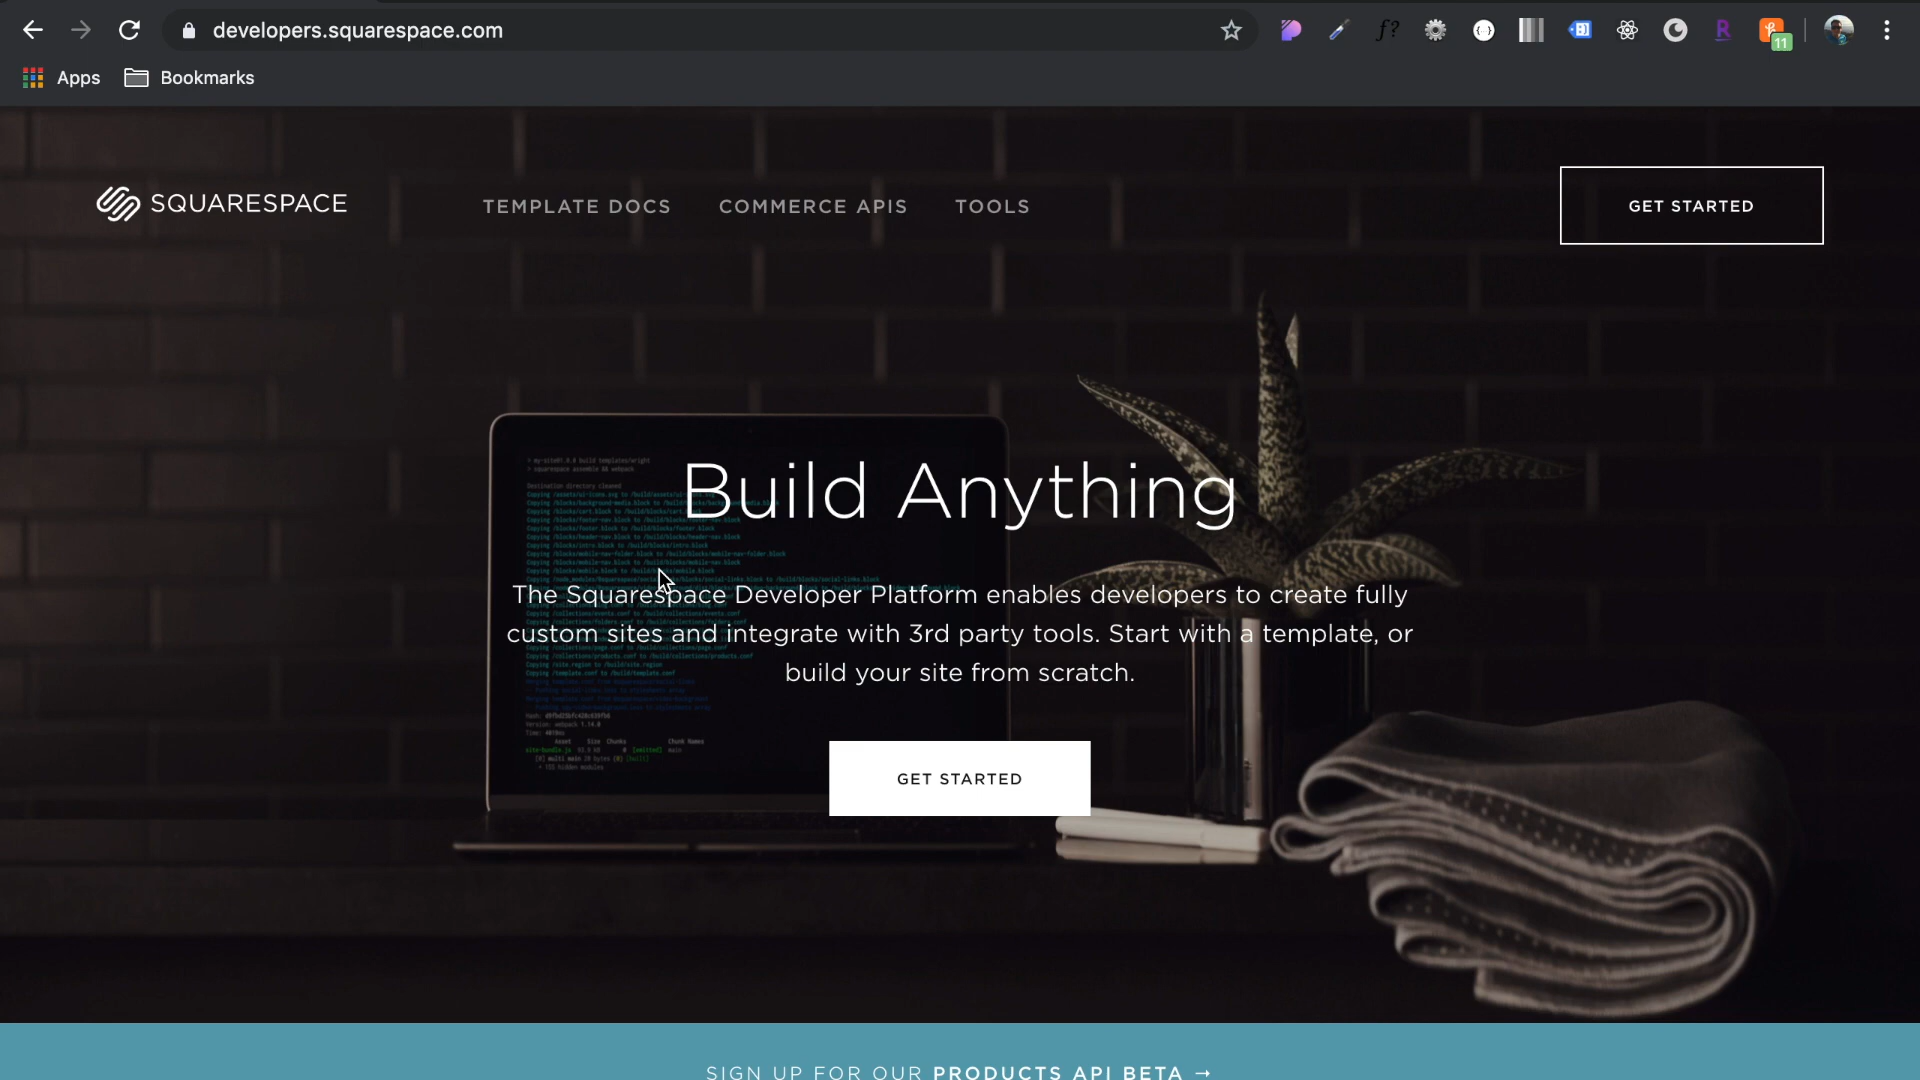 developers.squarespace.com
11
Apps
Bookmarks
SQUARESPACE
TEMPLATE DOCS
COMMERCE APIS
TOOLS
GET STARTED
Build Anything
The Squarespace Developer Platform enables developers to create fully
custom sites and integrate with 3rd party tools. Start with a template, or
build your site from scratch.
GET STARTED
SIGN UP FOR OUR PRODUCTS API BETA →